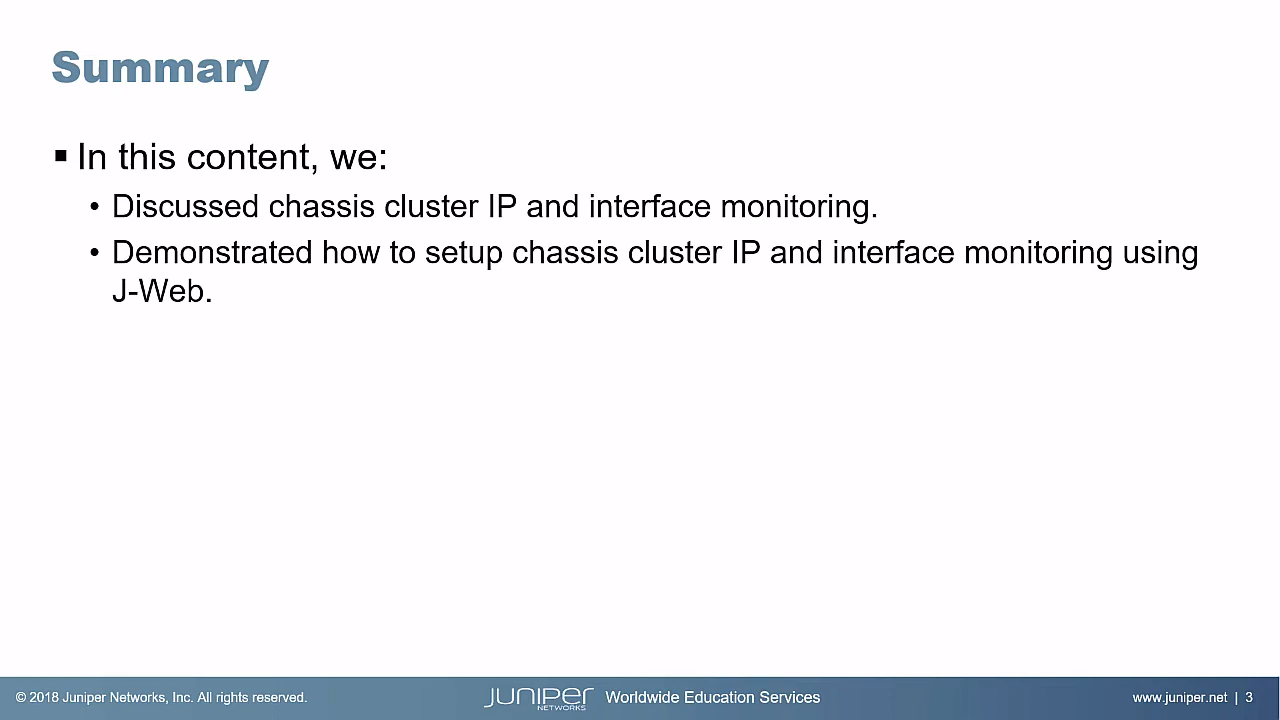 Summary
▪ In this content, we:
• Discussed chassis cluster IP and interface monitoring.
• Demonstrated how to setup chassis cluster IP and interface monitoring using
J-Web.
© 2018 Juniper Networks, Inc. All rights reserved.
JUNIPER
NETWORKS
Worldwide Education Services
www.juniper.net | 3